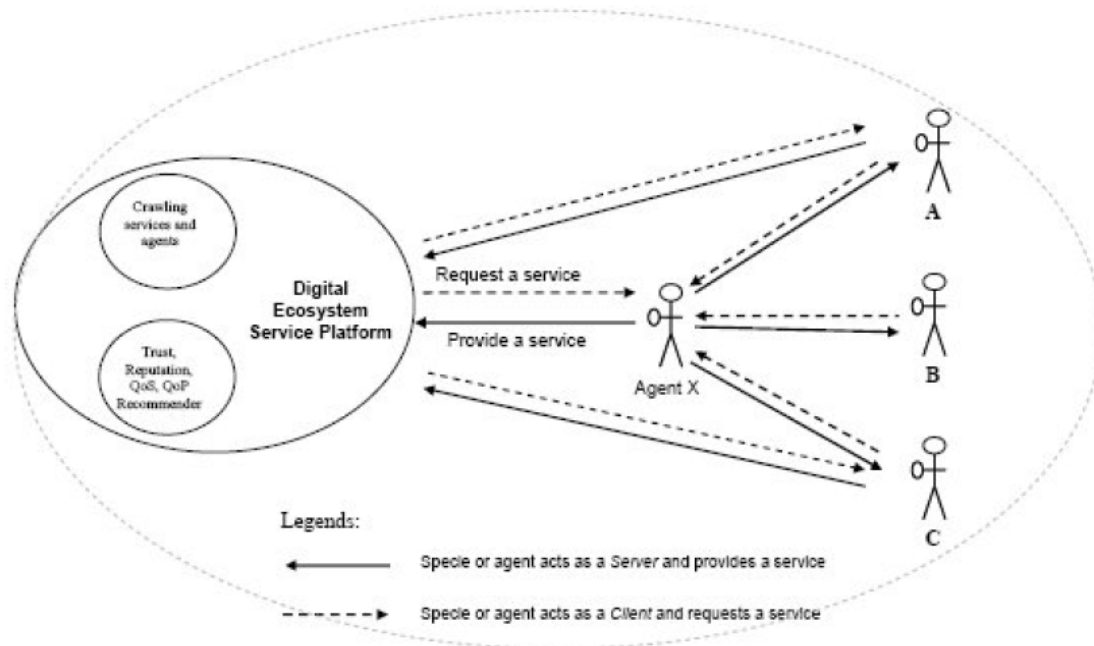 Crawling
services and
agents
Digital
Ecosystem
Service Platform
Trust,
Reputation,
QoS, QoP
Recommender
Request a service
Provide a service
Agent X
A
B
C
Legends:
Specie or agent acts as a Server and provides a service
Specie or agent acts as a Client and requests a service